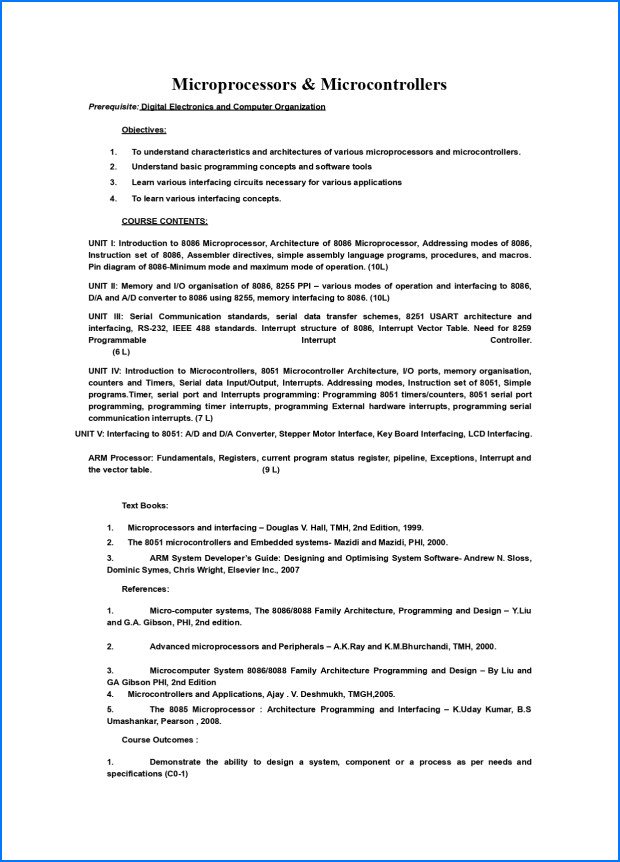 Microprocessors & Microcontrollers
Prerequisite: Digital Electronics and Computer Organization
Objectives:
1. To understand characteristics and architectures of various microprocessors and microcontrollers.
2. Understand basic programming concepts and software tools
3. Learn various interfacing circuits necessary for various applications
4. To learn various interfacing concepts.
COURSE CONTENTS:
UNIT I: Introduction to 8086 Microprocessor, Architecture of 8086 Microprocessor, Addressing modes of 8086,
Instruction set of 8086, Assembler directives, simple assembly language programs, procedures, and macros.
Pin diagram of 8086-Minimum mode and maximum mode of operation. (10L)
UNIT II: Memory and I/O organisation of 8086, 8255 PPI – various modes of operation and interfacing to 8086,
D/A and A/D converter to 8086 using 8255, memory interfacing to 8086. (10L)
UNIT III: Serial Communication standards, serial data transfer schemes, 8251 USART architecture and
interfacing, RS-232, IEEE 488 standards. Interrupt structure of 8086, Interrupt Vector Table. Need for 8259
Programmable Interrupt Controller.
(6 L)
UNIT IV: Introduction to Microcontrollers, 8051 Microcontroller Architecture, I/O ports, memory organisation,
counters and Timers, Serial data Input/Output, Interrupts. Addressing modes, Instruction set of 8051, Simple
programs.Timer, serial port and Interrupts programming: Programming 8051 timers/counters, 8051 serial port
programming, programming timer interrupts, programming External hardware interrupts, programming serial
communication interrupts. (7 L)
UNIT V: Interfacing to 8051: A/D and D/A Converter, Stepper Motor Interface, Key Board Interfacing, LCD Interfacing.
ARM Processor: Fundamentals, Registers, current program status register, pipeline, Exceptions, Interrupt and
the vector table. (9 L)
Text Books:
1. Microprocessors and interfacing – Douglas V. Hall, TMH, 2nd Edition, 1999.
2. The 8051 microcontrollers and Embedded systems- Mazidi and Mazidi, PHI, 2000.
3. ARM System Developer's Guide: Designing and Optimising System Software- Andrew N. Sloss,
Dominic Symes, Chris Wright, Elsevier Inc., 2007
References:
1. Micro-computer systems, The 8086/8088 Family Architecture, Programming and Design – Y.Liu
and G.A. Gibson, PHI, 2nd edition.
2. Advanced microprocessors and Peripherals – A.K.Ray and K.M.Bhurchandi, TMH, 2000.
3. Microcomputer System 8086/8088 Family Architecture Programming and Design – By Liu and
GA Gibson PHI, 2nd Edition
4. Microcontrollers and Applications, Ajay . V. Deshmukh, TMGH,2005.
5. The 8085 Microprocessor : Architecture Programming and Interfacing – K.Uday Kumar, B.S
Umashankar, Pearson , 2008.
Course Outcomes :
1. Demonstrate the ability to design a system, component or a process as per needs and
specifications (C0-1)